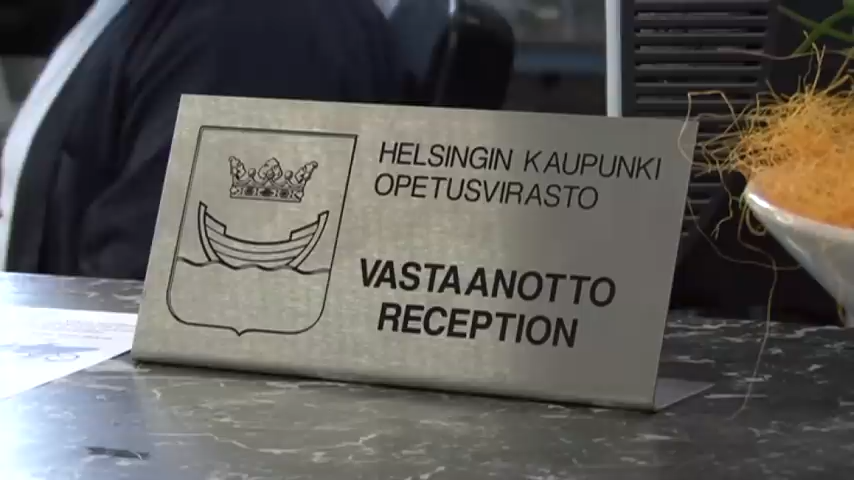 HELSINGIN KAUPUNKI
OPETUSVIRASTO
VASTAANOTTO
RECEPTION